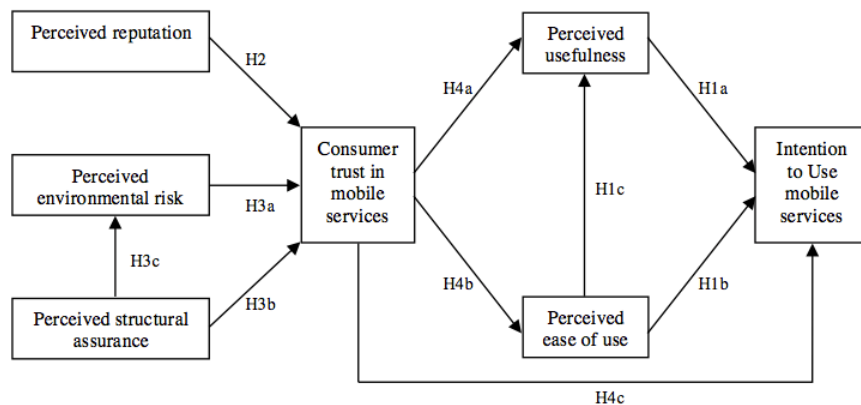 Perceived reputation
H2
Perceived
usefulness
H4a
H1a
Consumer
trust in
mobile
services
Intention
to Use
mobile
services
Perceived
environmental risk
H3a
H1c
H3c
H3b
H4b
H1b
Perceived structural
assurance
Perceived
ease of use
H4c